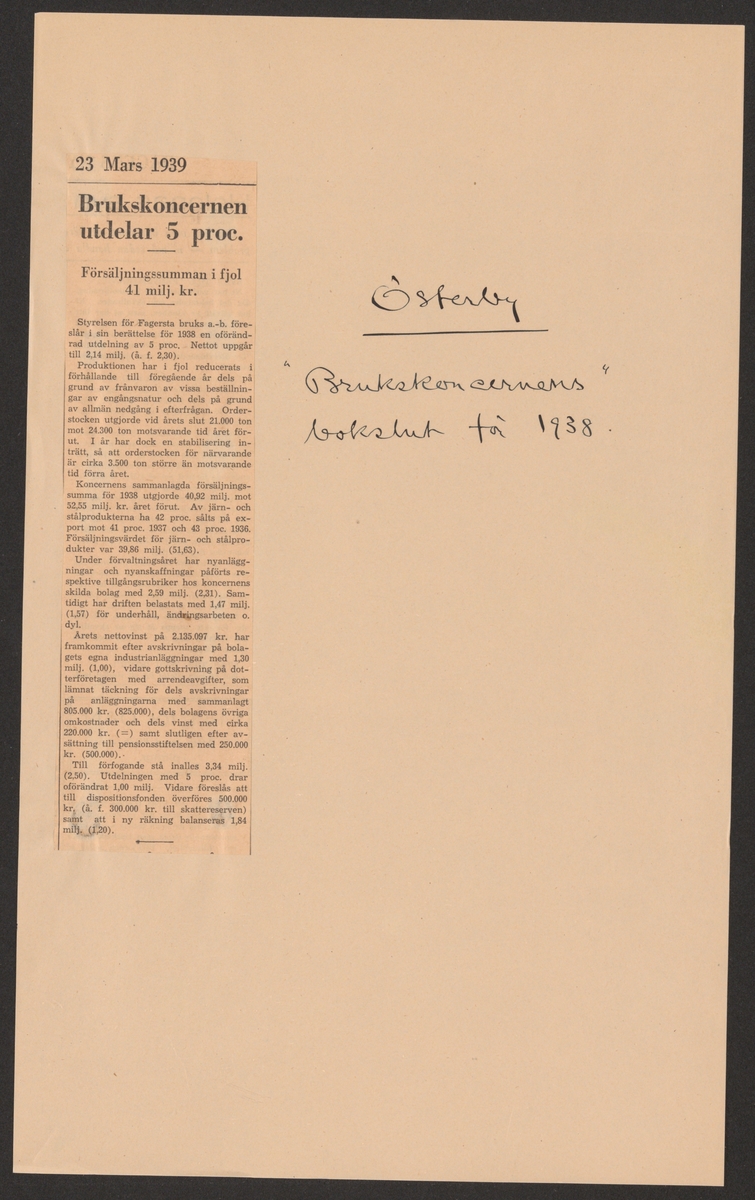 23 Mars 1939
Brukskoncernen
utdelar 5 proc.
Försäljningssumman i fjol
41 milj. kr.
Styrelsen för Fagersta bruks a.-b. före-
slår i sin berättelse för 1938 en oföränd-
rad utdelning av 5 proc. Nettot uppgår
till 2,14 milj. (å. f. 2,30).
Produktionen har i fjol reducerats i
förhållande till föregående år dels på
grund av frånvaron av vissa beställnin-
gar av engångsnatur och dels på grund
av allmän nedgång i efterfrågan. Order-
stocken utgjorde vid årets slut 21.000 ton
mot 24.300 ton motsvarande tid året för-
ut. I år har dock en stabilisering in-
trätt, så att orderstocken för närvarande
är cirka 3.500 ton större än motsvarande
tid förra året.
Koncernens sammanlagda försäljnings-
summa för 1938 utgjorde 40,92 milj. mot
52,55 milj. kr. året förut. Av järn- och
stålprodukterna ha 42 proc. sålts på ex-
port mot 41 proc. 1937 och 43 proc. 1936.
Försäljningsvärdet för järn- och stålpro-
dukter var 39,86 milj. (51,63).
Under förvaltningsåret har nyanlägg-
ningar och nyanskaffningar påförts re-
spektive tillgångsrubriker hos koncernens
skilda bolag med 2,59 milj. (2,31). Sam-
tidigt har driften belastats med 1,47 milj.
(1,57) för underhåll, ändringsarbeten o.
dyl.
Årets nettovinst på 2.135.097 kr. har
framkommit efter avskrivningar på bola-
gets egna industrianläggningar med 1,30
milj. (1,00), vidare gottskrivning på dot-
terföretagen med arrendeavgifter, som
lämnat täckning för dels avskrivningar
på anläggningarna med sammanlagt
805.000 kr. (825.000), dels bolagens övriga
omkostnader och dels vinst med cirka
220.000 kr. (=) samt slutligen efter av-
sättning till pensionsstiftelsen med 250.000
kr. (500.000).
Till förfogande stå inalles 3,34 milj.
(2,50). Utdelningen med 5 proc. drar
oförändrat 1,00 milj. Vidare föreslås att
till dispositionsfonden överföres 500.000
kr. (å. f. 300.000 kr. till skattereserven)
samt att i ny räkning balanseras 1,84
milj. (1,20).
Österby
"Brukskoncernens"
bokslut för 1938.